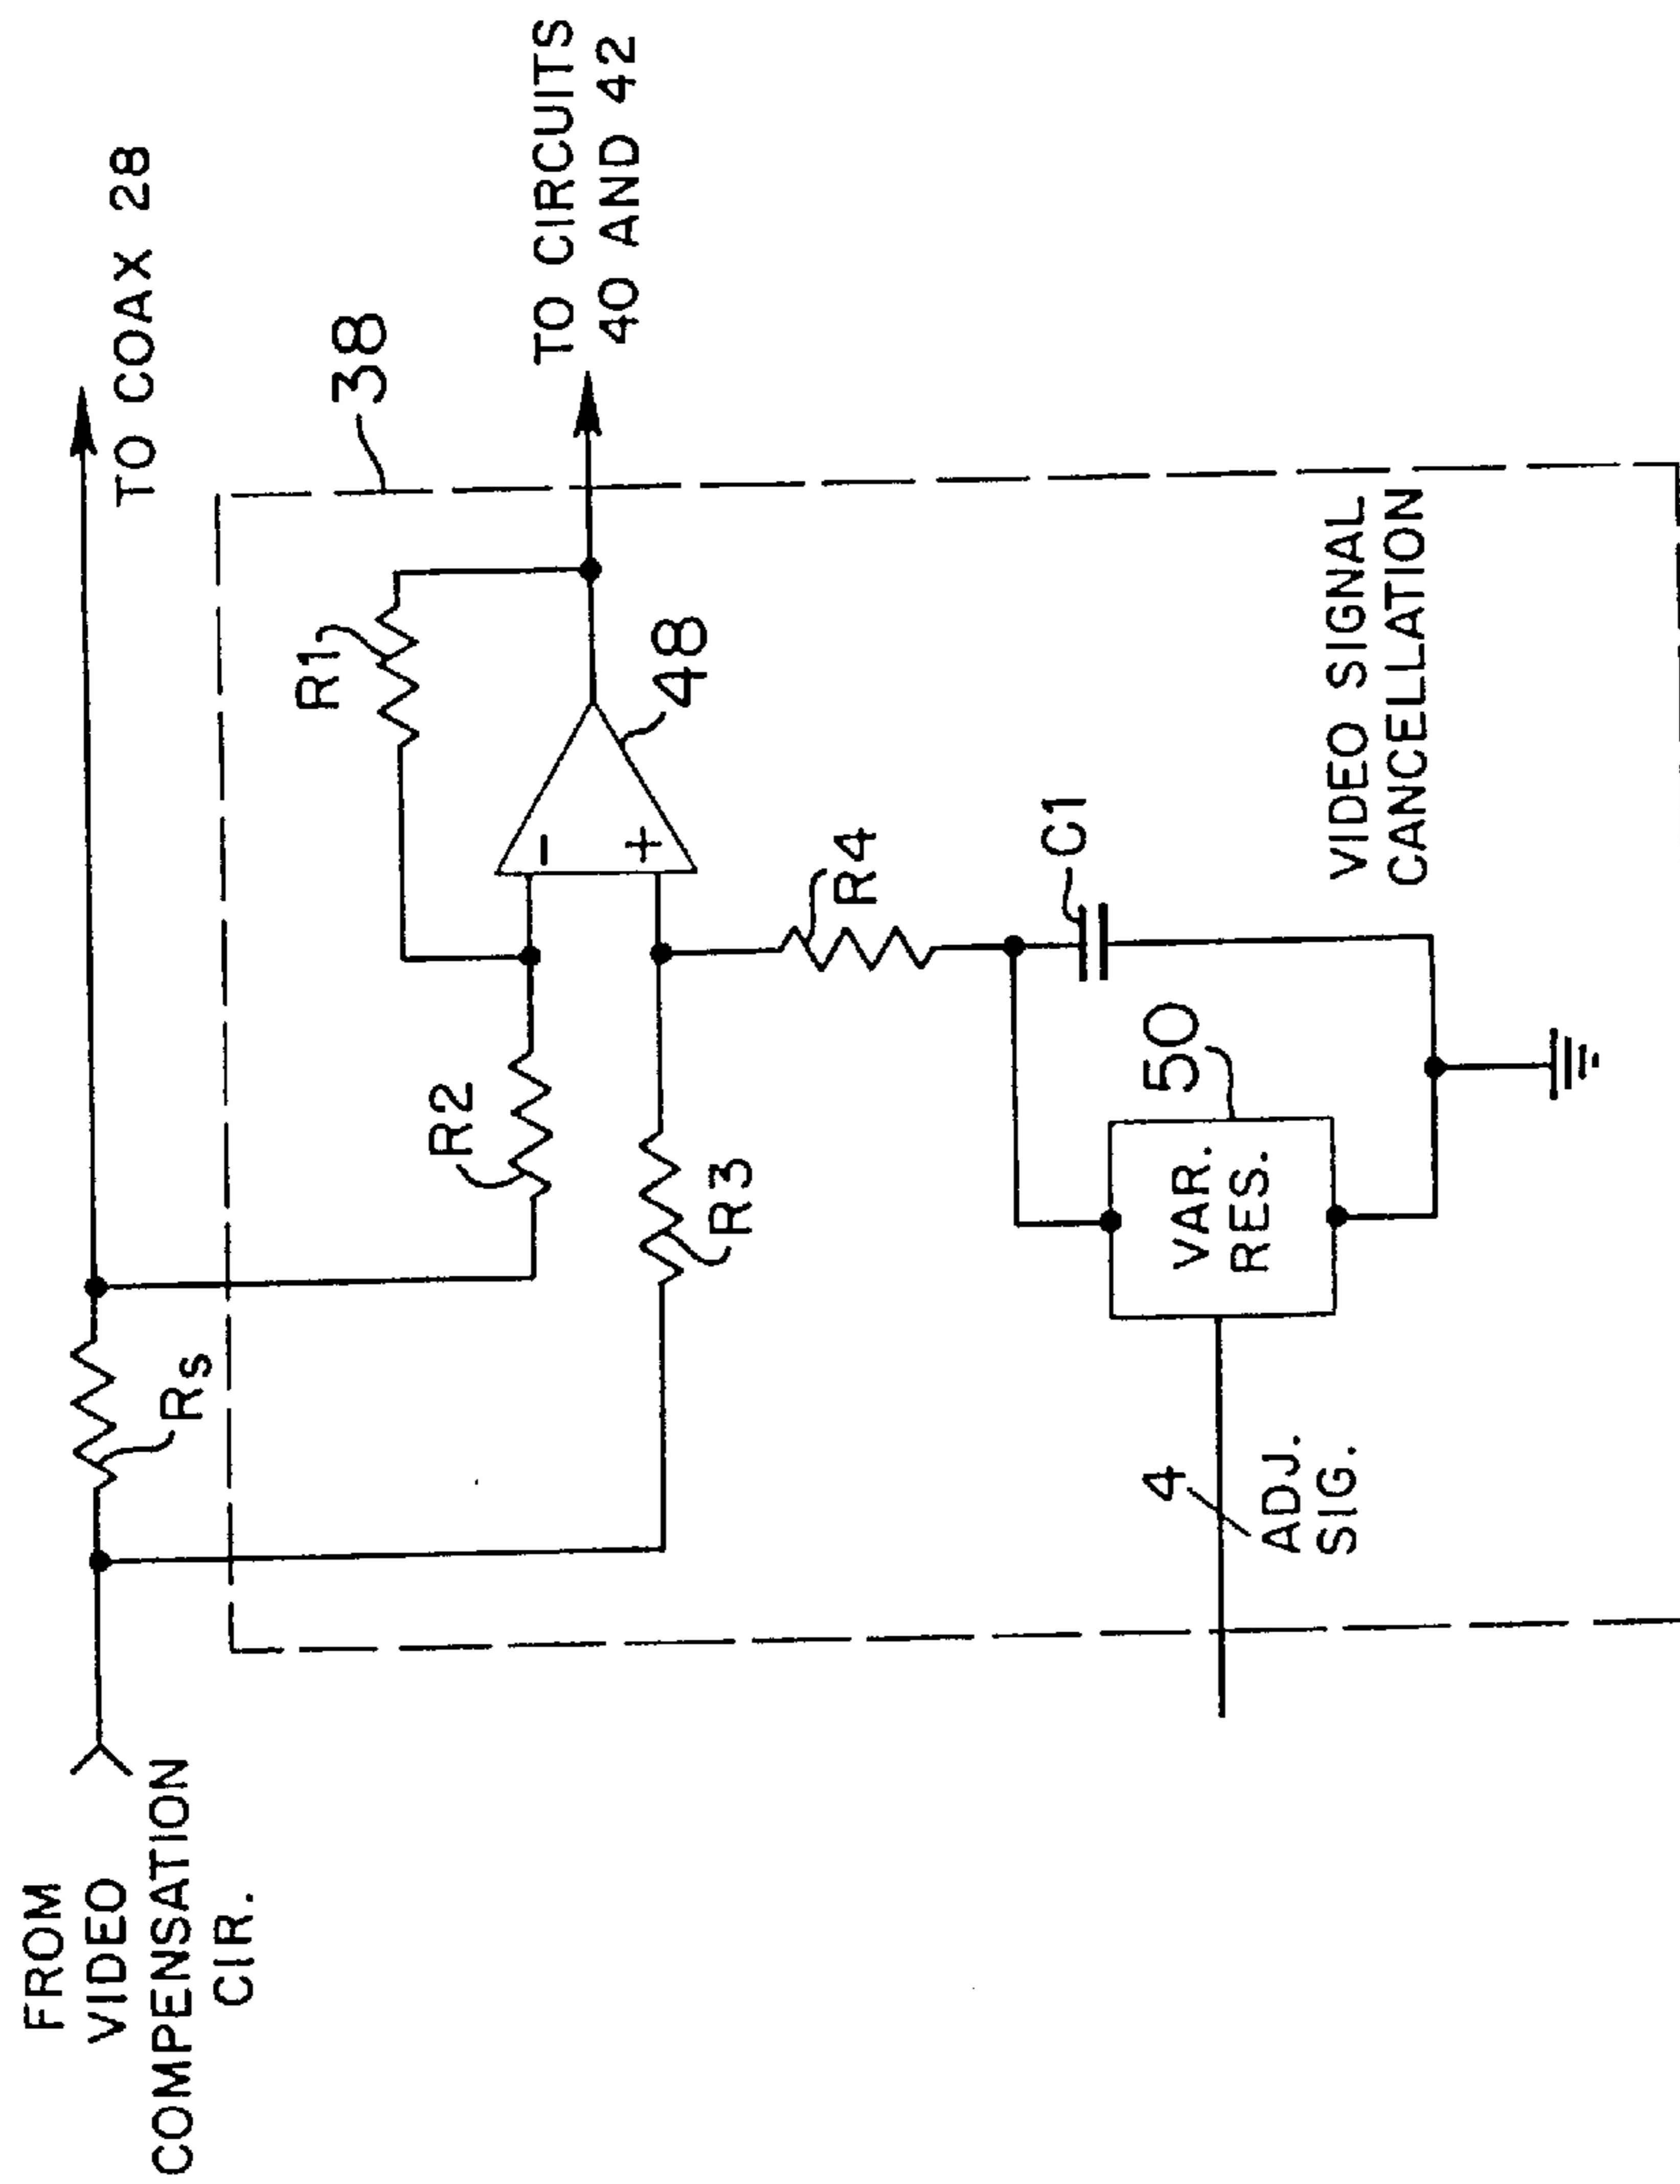 FROM
VIDEO
COMPENSATION
CIR.
Rs
TO COAX 28
38
R1
R2
48
TO CIRCUITS
40 AND 42
R3
R4
C1
4
ADJ.
SIG.
VAR.
RES.
50
VIDEO SIGNAL
CANCELLATION
-
+